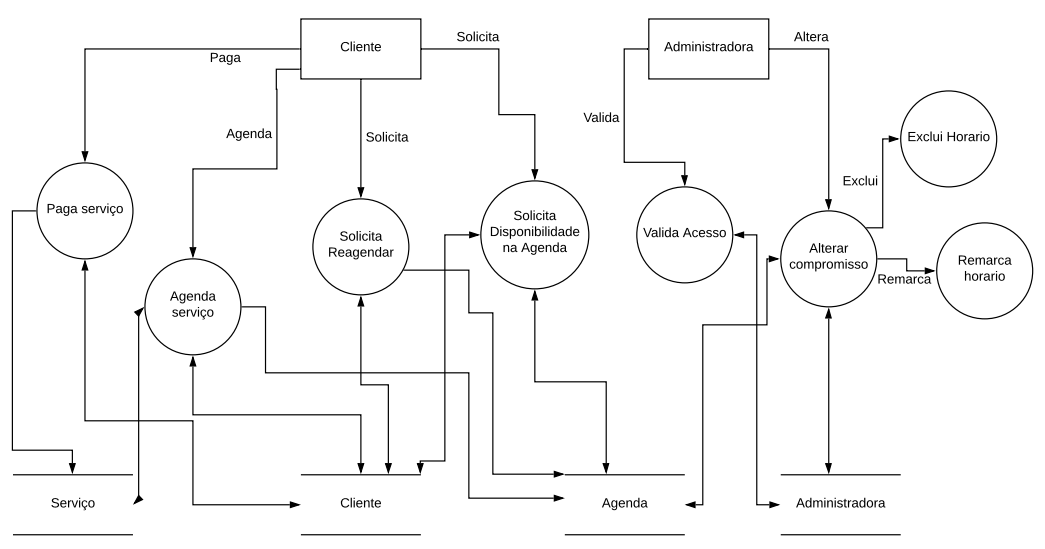 Cliente
Solicita
Administradora
Altera
Paga
Valida
Agenda
Solicita
Exclui Horario
Exclui
Paga serviço
Solicita
Reagendar
Solicita
Disponibilidade
na Agenda
Valida Acesso
Alterar
compromisso
Remarca
horario
Remarca
Agenda
serviço
Serviço
Cliente
Agenda
Administradora